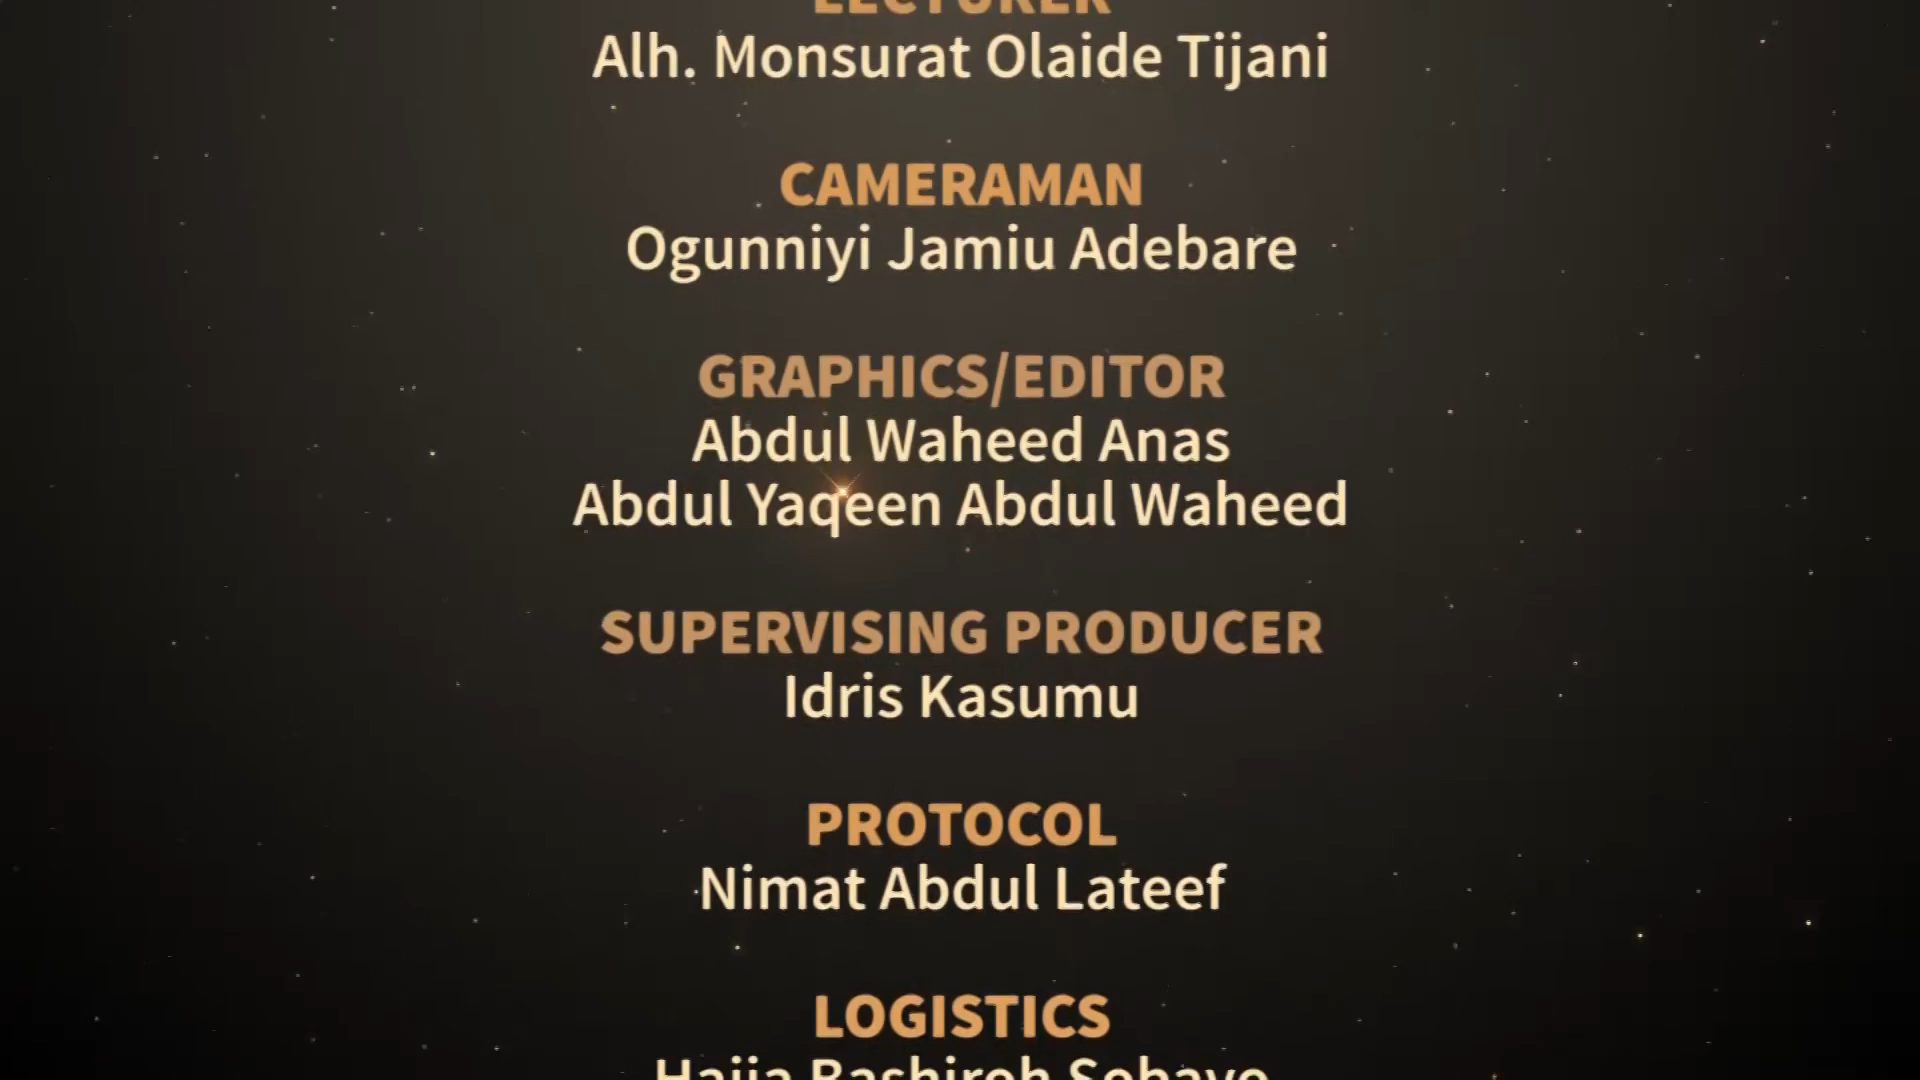 LECTURER
Alh. Monsurat Olaide Tijani
CAMERAMAN
Ogunniyi Jamiu Adebare
GRAPHICS/EDITOR
Abdul Waheed Anas
Abdul Yaqeen Abdul Waheed
SUPERVISING PRODUCER
Idris Kasumu
PROTOCOL
Nimat Abdul Lateef
LOGISTICS